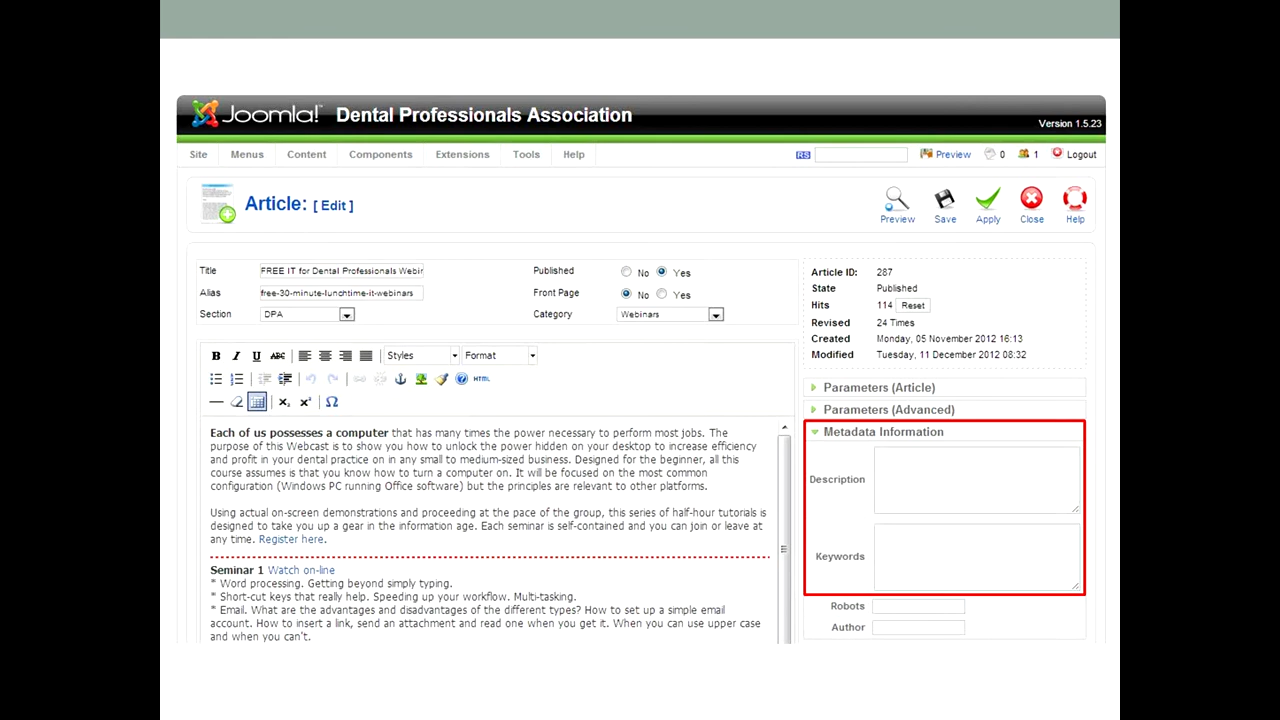 Joomla! Dental Professionals Association
Version 1.5.23
Site Menus Content Components Extensions Tools Help Preview 0 1 Logout
Article: [ Edit ]
Preview Save Apply Close Help
Title FREE IT for Dental Professionals Webir Published No Yes
Alias free-30-minute-lunchtime-it-webinars Front Page No Yes
Section DPA Category Webinars
Article ID: 287
State Published
Hits 114 Reset
Revised 24 Times
Created Monday, 05 November 2012 16:13
Modified Tuesday, 11 December 2012 08:32
B I U ABC Styles Format
HTML
Each of us possesses a computer that has many times the power necessary to perform most jobs. The
purpose of this Webcast is to show you how to unlock the power hidden on your desktop to increase efficiency
and profit in your dental practice on in any small to medium-sized business. Designed for the beginner, all this
course assumes is that you know how to turn a computer on. It will be focused on the most common
configuration (Windows PC running Office software) but the principles are relevant to other platforms.
Using actual on-screen demonstrations and proceeding at the pace of the group, this series of half-hour tutorials is
designed to take you up a gear in the information age. Each seminar is self-contained and you can join or leave at
any time. Register here.
Seminar 1 Watch on-line
* Word processing. Getting beyond simply typing.
* Short-cut keys that really help. Speeding up your workflow. Multi-tasking.
* Email. What are the advantages and disadvantages of the different types? How to set up a simple email
account. How to insert a link, send an attachment and read one when you get it. When you can use upper case
and when you can't.
Parameters (Article)
Parameters (Advanced)
Metadata Information
Description
Keywords
Robots
Author